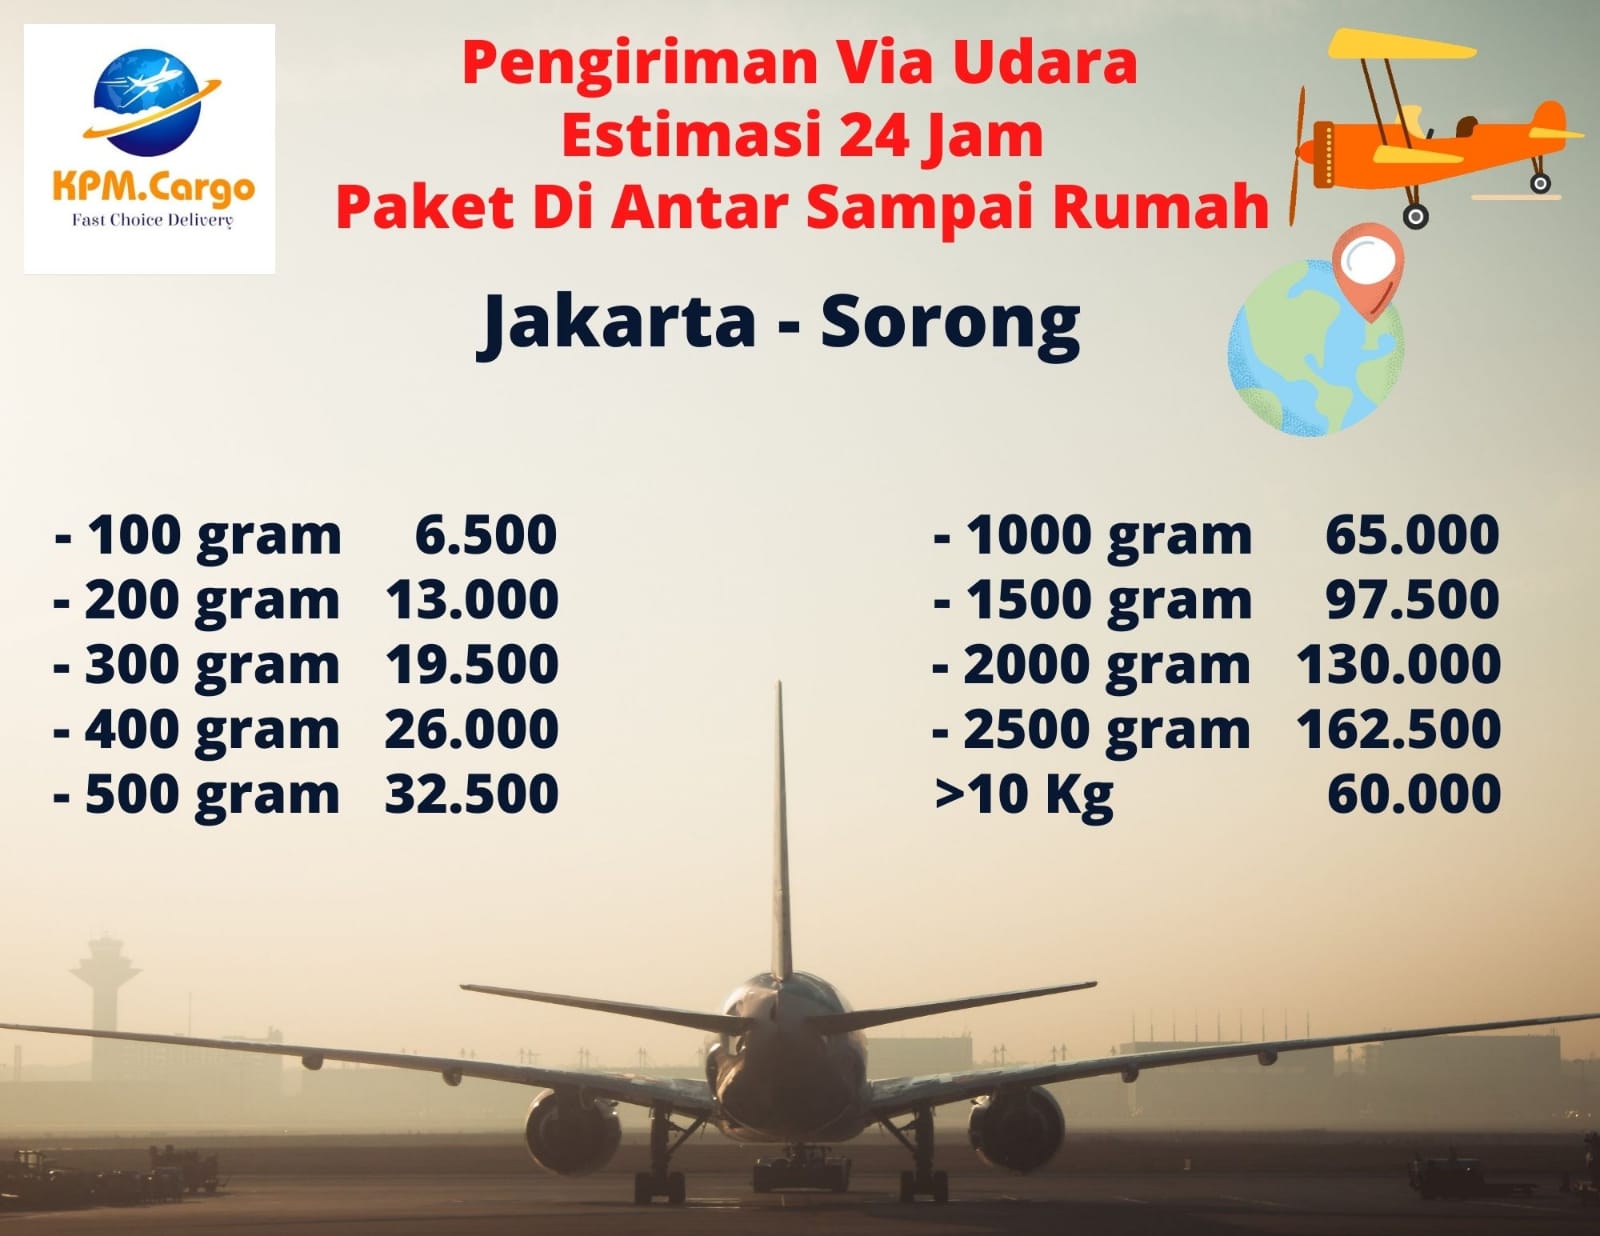 KPM.Cargo
Fast Choice Delivery
Pengiriman Via Udara
Estimasi 24 Jam
Paket Di Antar Sampai Rumah
Jakarta - Sorong
- 100 gram 6.500
- 200 gram 13.000
- 300 gram 19.500
- 400 gram 26.000
- 500 gram 32.500
- 1000 gram 65.000
- 1500 gram 97.500
- 2000 gram 130.000
- 2500 gram 162.500
>10 Kg 60.000